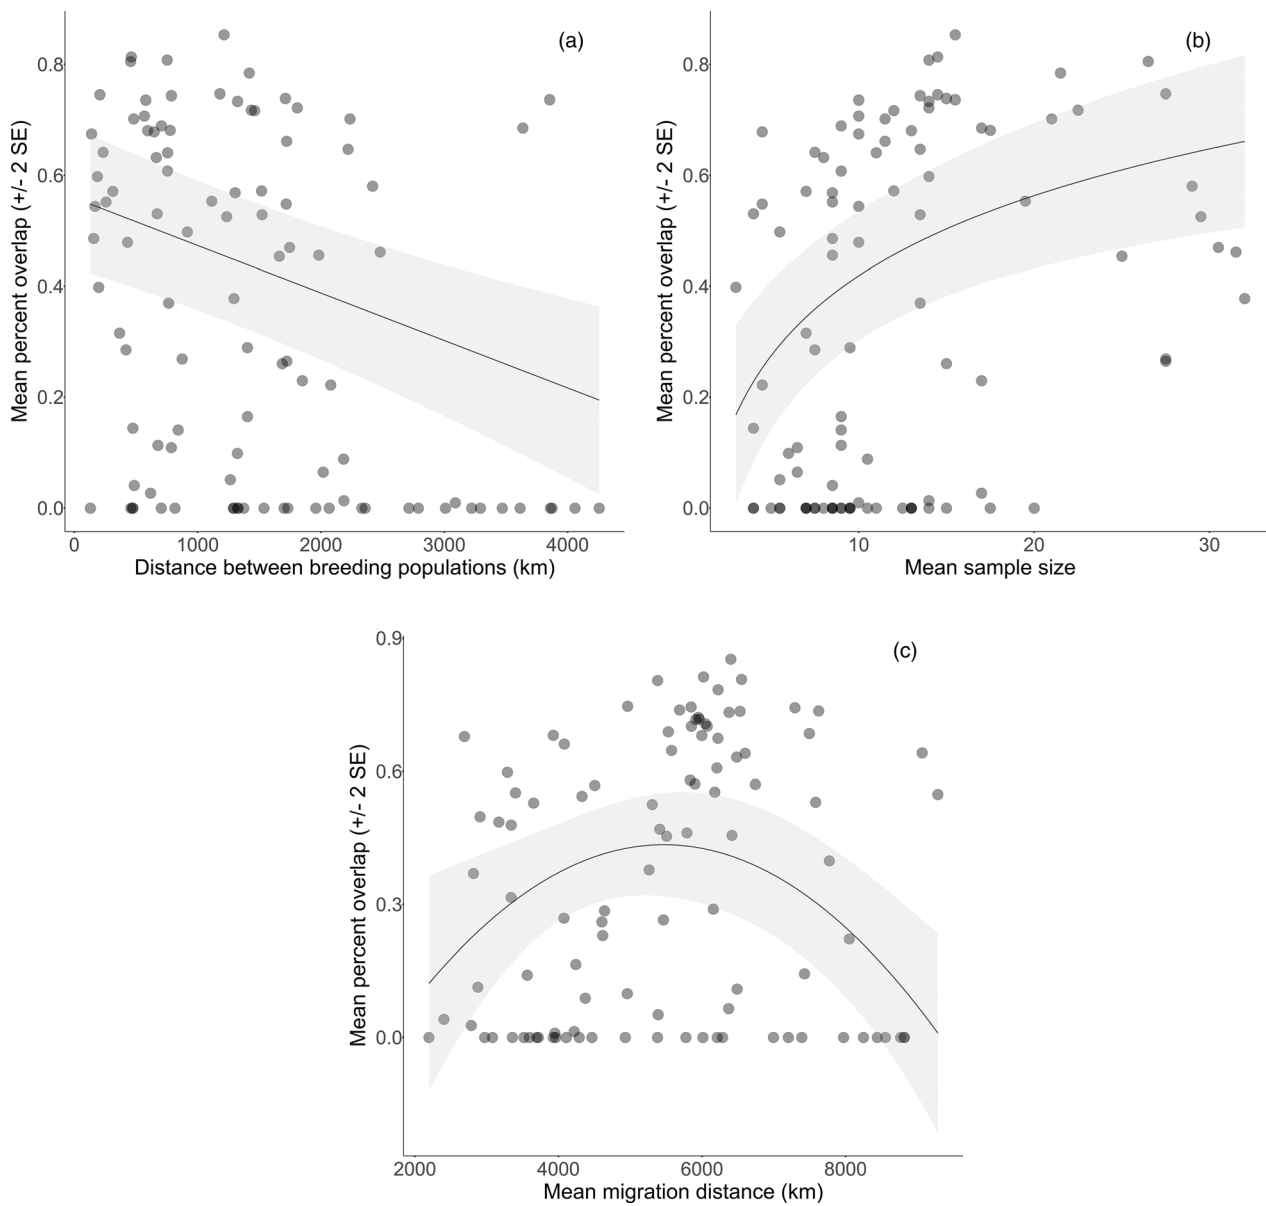 (a)
Mean percent overlap (+/- 2 SE)
0.8
0.6
0.4
0.2
0.0
0 1000 2000 3000 4000
Distance between breeding populations (km)
(b)
Mean percent overlap (+/- 2 SE)
0.8
0.6
0.4
0.2
0.0
10 20 30
Mean sample size
(c)
Mean percent overlap (+/- 2 SE)
0.9
0.6
0.3
0.0
2000 4000 6000 8000
Mean migration distance (km)